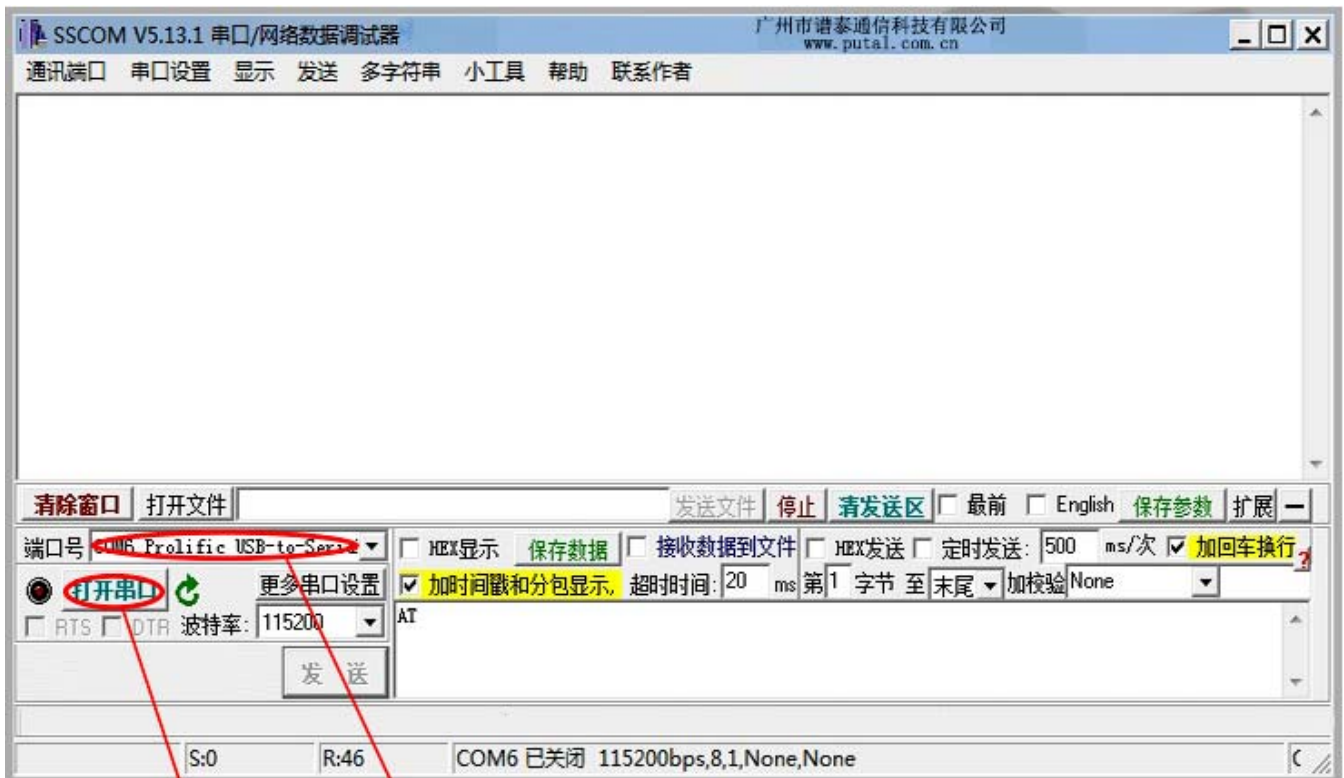 SSCOM V5.13.1 串口/网络数据调试器
广州市谱泰通信科技有限公司
www.putal.com.cn
通讯端口 串口设置 显示 发送 多字符串 小工具 帮助 联系作者
清除窗口 打开文件 发送文件 停止 清发送区 最前 English 保存参数 扩展 —
端口号 COM6 Prolific USB-to-Seria HEX显示 保存数据 接收数据到文件 HEX发送 定时发送: 500 ms/次 加回车换行 ?
打开串口 更多串口设置 加时间戳和分包显示, 超时时间: 20 ms 第1 字节 至 末尾 加校验 None
RTS DTR 波特率: 115200 AT
发 送
S:0 R:46 COM6 已关闭 115200bps,8,1,None,None